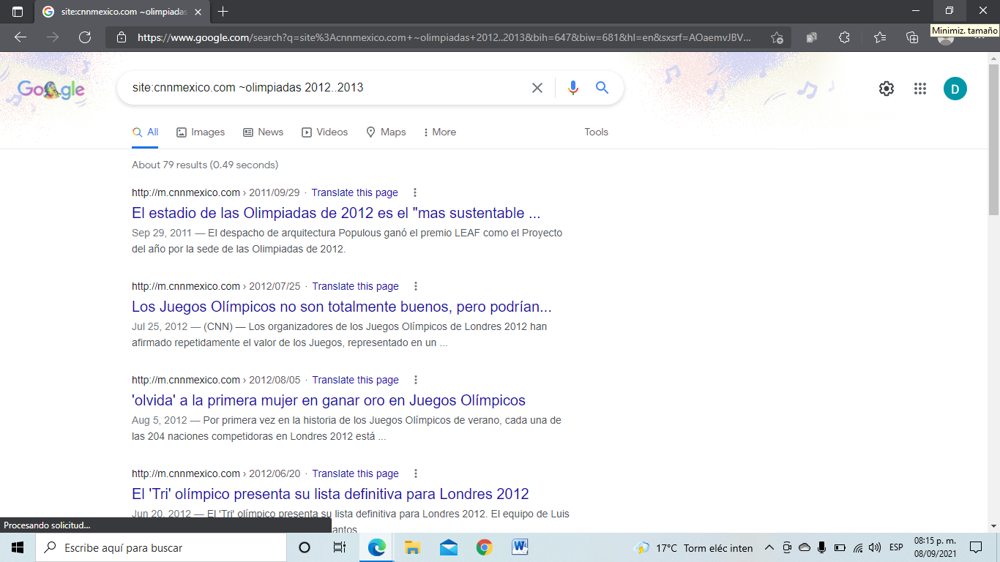 site:cnnmexico.com ~olimpiadas
https://www.google.com/search?q=site%3Acnnmexico.com+~olimpiadas+2012..2013&bih=647&biw=681&hl=en&sxsrf=AOaemvJBV...
Minimiz. tamaño
Google
site:cnnmexico.com ~olimpiadas 2012..2013
D
All
Images
News
Videos
Maps
More
Tools
About 79 results (0.49 seconds)
http://m.cnnmexico.com › 2011/09/29 · Translate this page
El estadio de las Olimpiadas de 2012 es el "mas sustentable ...
Sep 29, 2011 — El despacho de arquitectura Populous ganó el premio LEAF como el Proyecto
del año por la sede de las Olimpiadas de 2012.
http://m.cnnmexico.com › 2012/07/25 · Translate this page
Los Juegos Olímpicos no son totalmente buenos, pero podrían...
Jul 25, 2012 — (CNN) — Los organizadores de los Juegos Olímpicos de Londres 2012 han
afirmado repetidamente el valor de los Juegos, representado en un ...
http://m.cnnmexico.com › 2012/08/05 · Translate this page
'olvida' a la primera mujer en ganar oro en Juegos Olímpicos
Aug 5, 2012 — Por primera vez en la historia de los Juegos Olímpicos de verano, cada una de
las 204 naciones competidoras en Londres 2012 está ...
http://m.cnnmexico.com › 2012/06/20 · Translate this page
El 'Tri' olímpico presenta su lista definitiva para Londres 2012
Jun 20, 2012 — El 'Tri' olímpico presenta su lista definitiva para Londres 2012. El equipo de Luis
antos
Procesando solicitud...
Escribe aquí para buscar
17°C Torm eléc inten
ESP
08:15 p. m.
08/09/2021